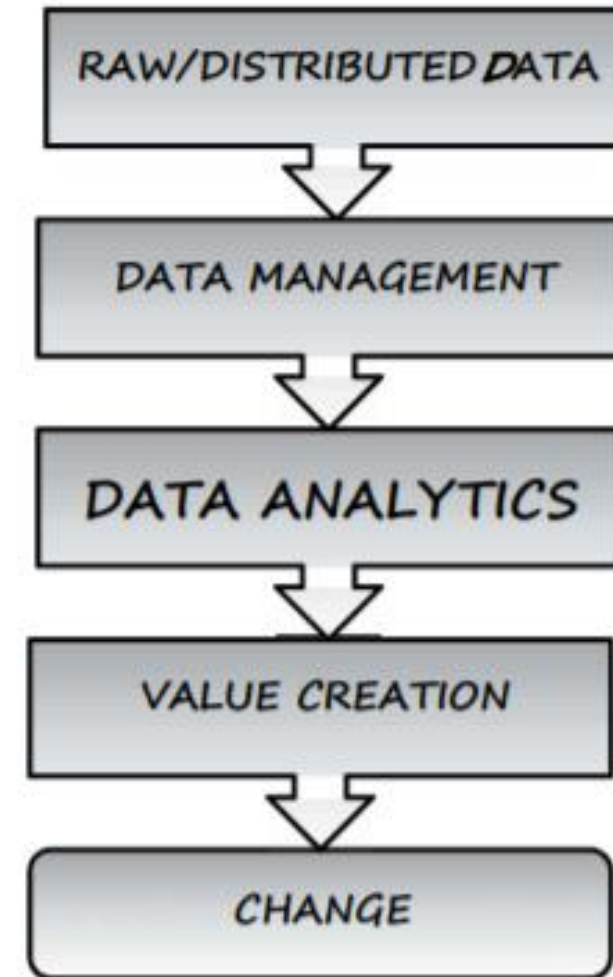 RAW/DISTRIBUTED DATA
DATA MANAGEMENT
DATA ANALYTICS
VALUE CREATION
CHANGE